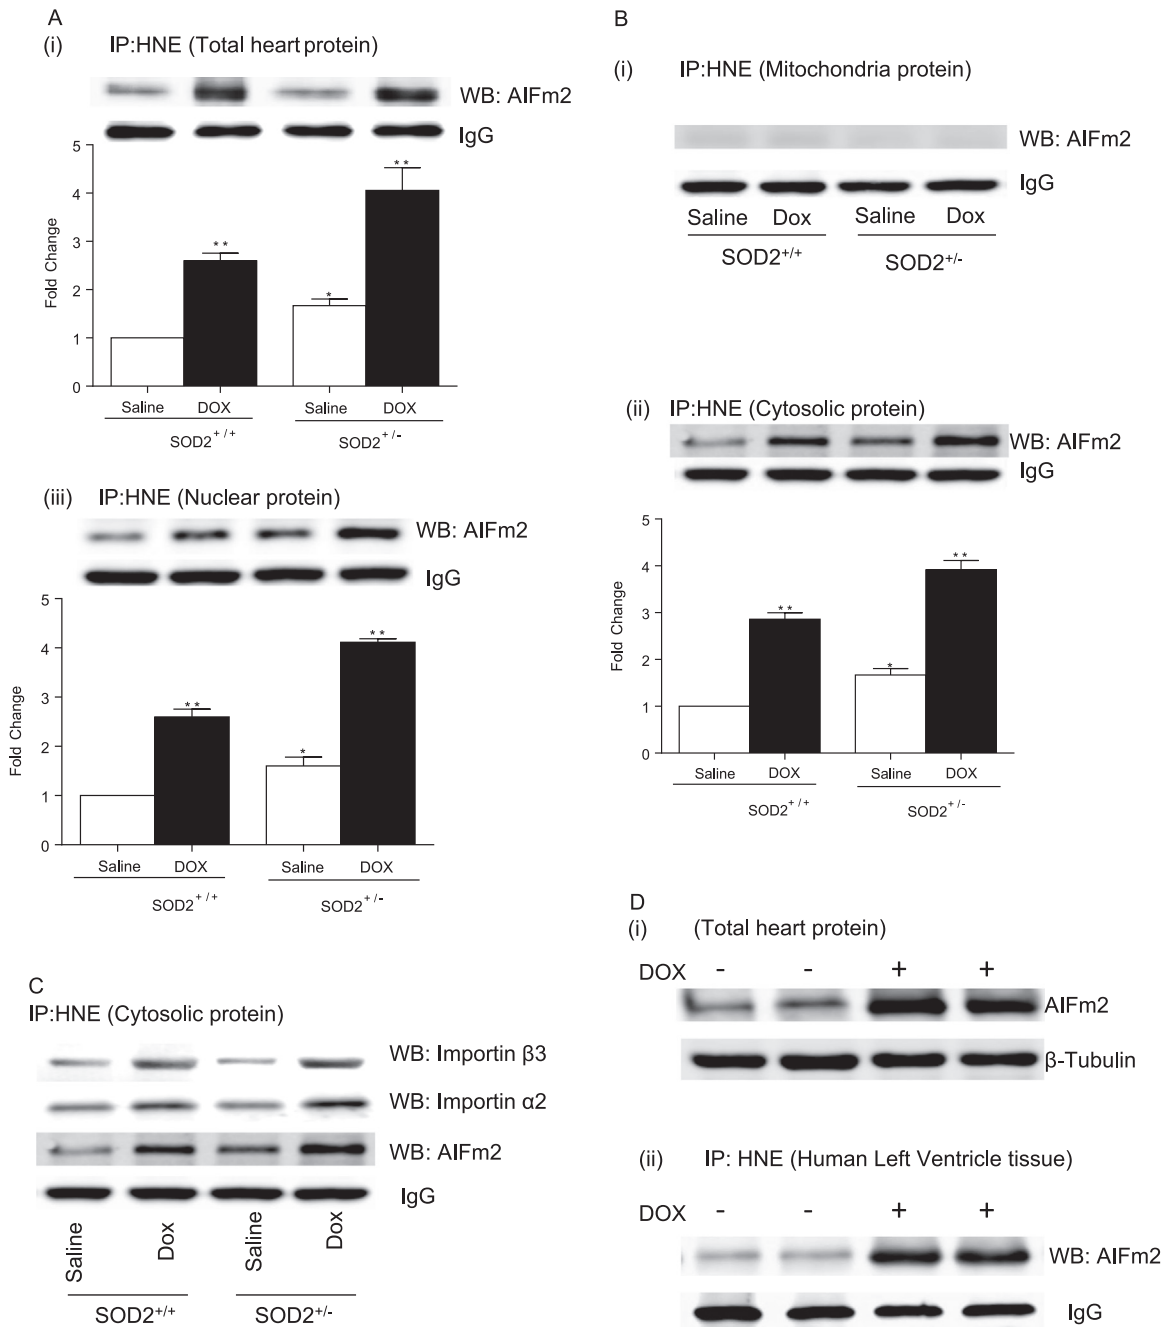 A
(i) IP:HNE (Total heart protein)
WB: AIFm2
IgG
5
4
3
2
1
0
Fold Change
** 
*
**
Saline DOX Saline DOX
SOD2+/+ SOD2+/-
(iii) IP:HNE (Nuclear protein)
WB: AIFm2
IgG
5
4
3
2
1
0
Fold Change
**
*
**
Saline DOX Saline DOX
SOD2+/+ SOD2+/-
B
(i) IP:HNE (Mitochondria protein)
WB: AIFm2
IgG
Saline Dox Saline Dox
SOD2+/+ SOD2+/-
(ii) IP:HNE (Cytosolic protein)
WB: AIFm2
IgG
5
4
3
2
1
0
Fold Change
**
*
**
Saline DOX Saline DOX
SOD2+/+ SOD2+/-
C
IP:HNE (Cytosolic protein)
WB: Importin β3
WB: Importin α2
WB: AIFm2
IgG
Saline Dox Saline Dox
SOD2+/+ SOD2+/-
D
(i) (Total heart protein)
DOX - - + +
AIFm2
β-Tubulin
(ii) IP: HNE (Human Left Ventricle tissue)
DOX - - + +
WB: AIFm2
IgG